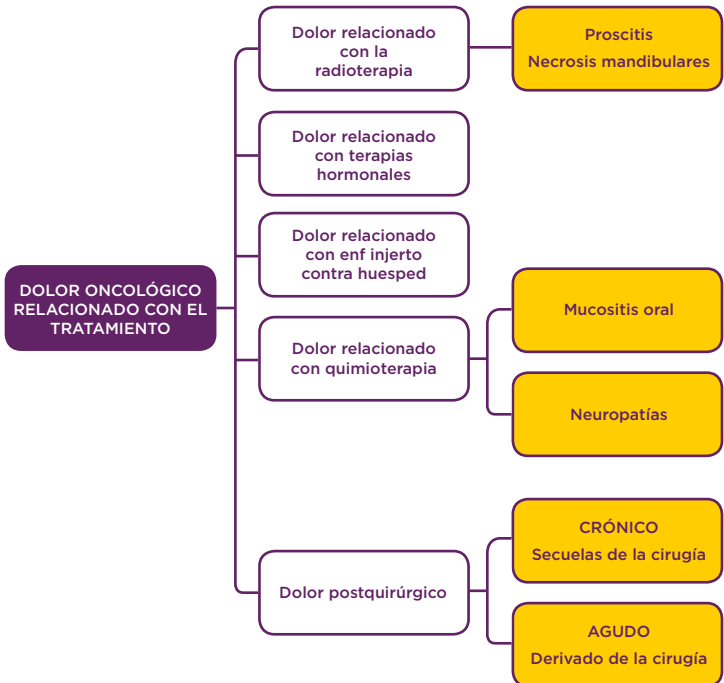 DOLOR ONCOLÓGICO
RELACIONADO CON EL
TRATAMIENTO
Dolor relacionado
con la
radioterapia
Proscitis
Necrosis mandibulares
Dolor relacionado
con terapias
hormonales
Dolor relacionado
con enf injerto
contra huesped
Dolor relacionado
con quimioterapia
Mucositis oral
Neuropatías
Dolor postquirúrgico
CRÓNICO
Secuelas de la cirugía
AGUDO
Derivado de la cirugía